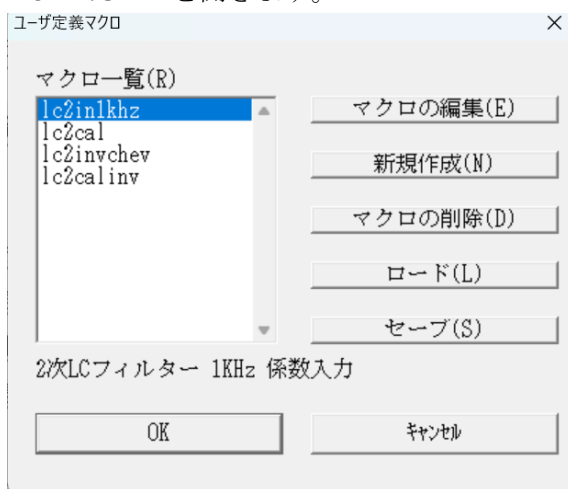 ユーザ定義マクロ
マクロ一覧(R)
lc2in1khz
lc2cal
lc2invchev
lc2calinv
マクロの編集(E)
新規作成(N)
マクロの削除(D)
ロード(L)
セーブ(S)
2次LCフィルター 1KHz 係数入力
OK
キャンセル